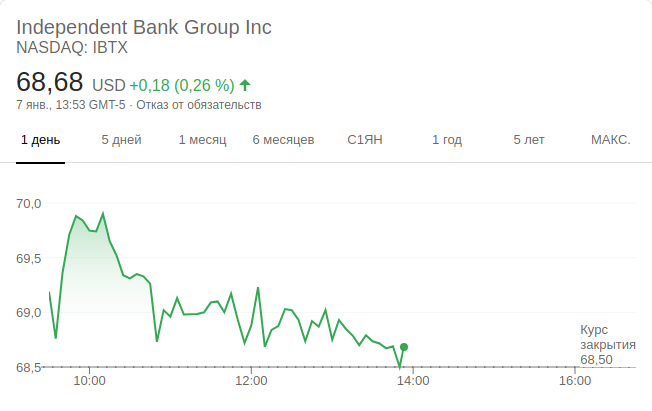 Independent Bank Group Inc
NASDAQ: IBTX
68,68 USD +0,18 (0,26 %)
7 янв., 13:53 GMT-5 · Отказ от обязательств
1 день 5 дней 1 месяц 6 месяцев С1ЯН 1 год 5 лет МАКС.
70,0
69,5
69,0
Курс
закрытия
68,50
68,5
10:00 12:00 14:00 16:00